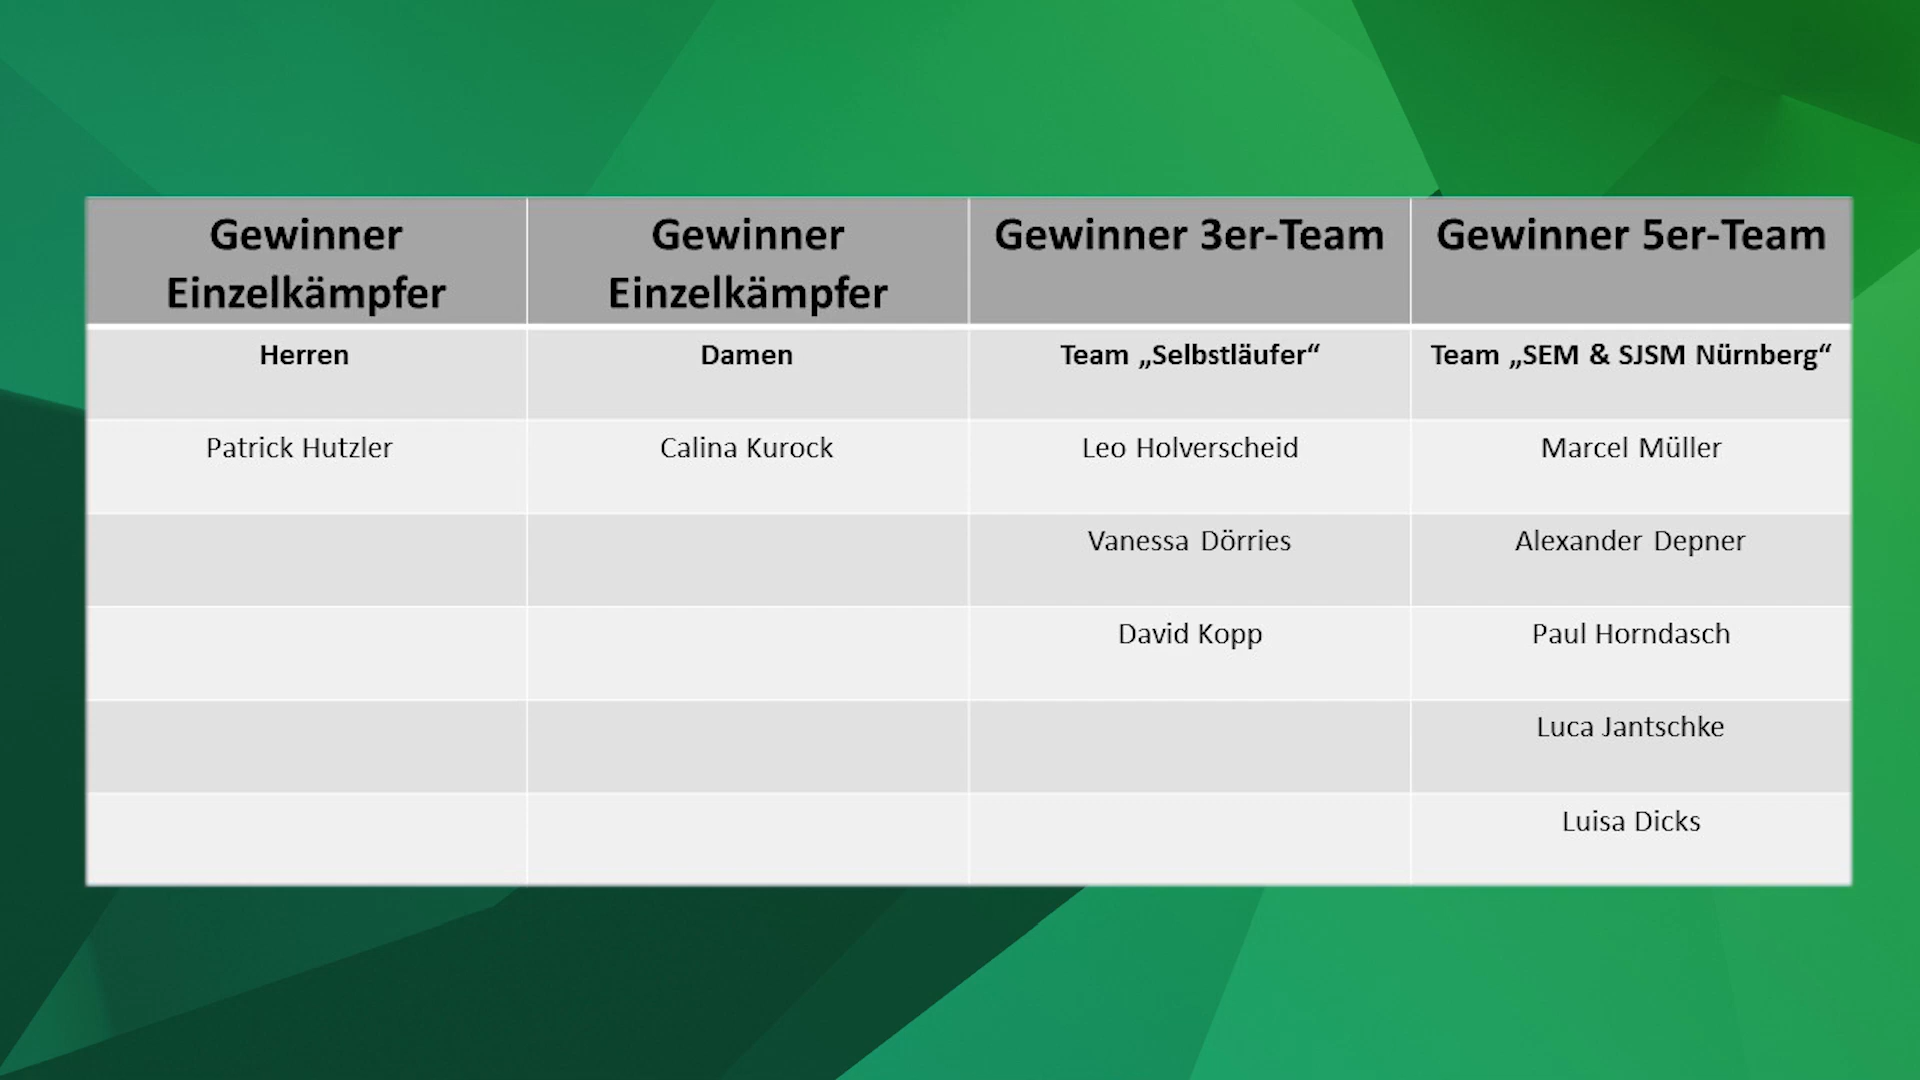 Gewinner
Einzelkämpfer
Gewinner
Einzelkämpfer
Gewinner 3er-Team
Gewinner 5er-Team
Herren
Damen
Team „Selbstläufer“
Team „SEM & SJSM Nürnberg“
Patrick Hutzler
Calina Kurock
Leo Holverscheid
Marcel Müller
Vanessa Dörries
Alexander Depner
David Kopp
Paul Horndasch
Luca Jantschke
Luisa Dicks